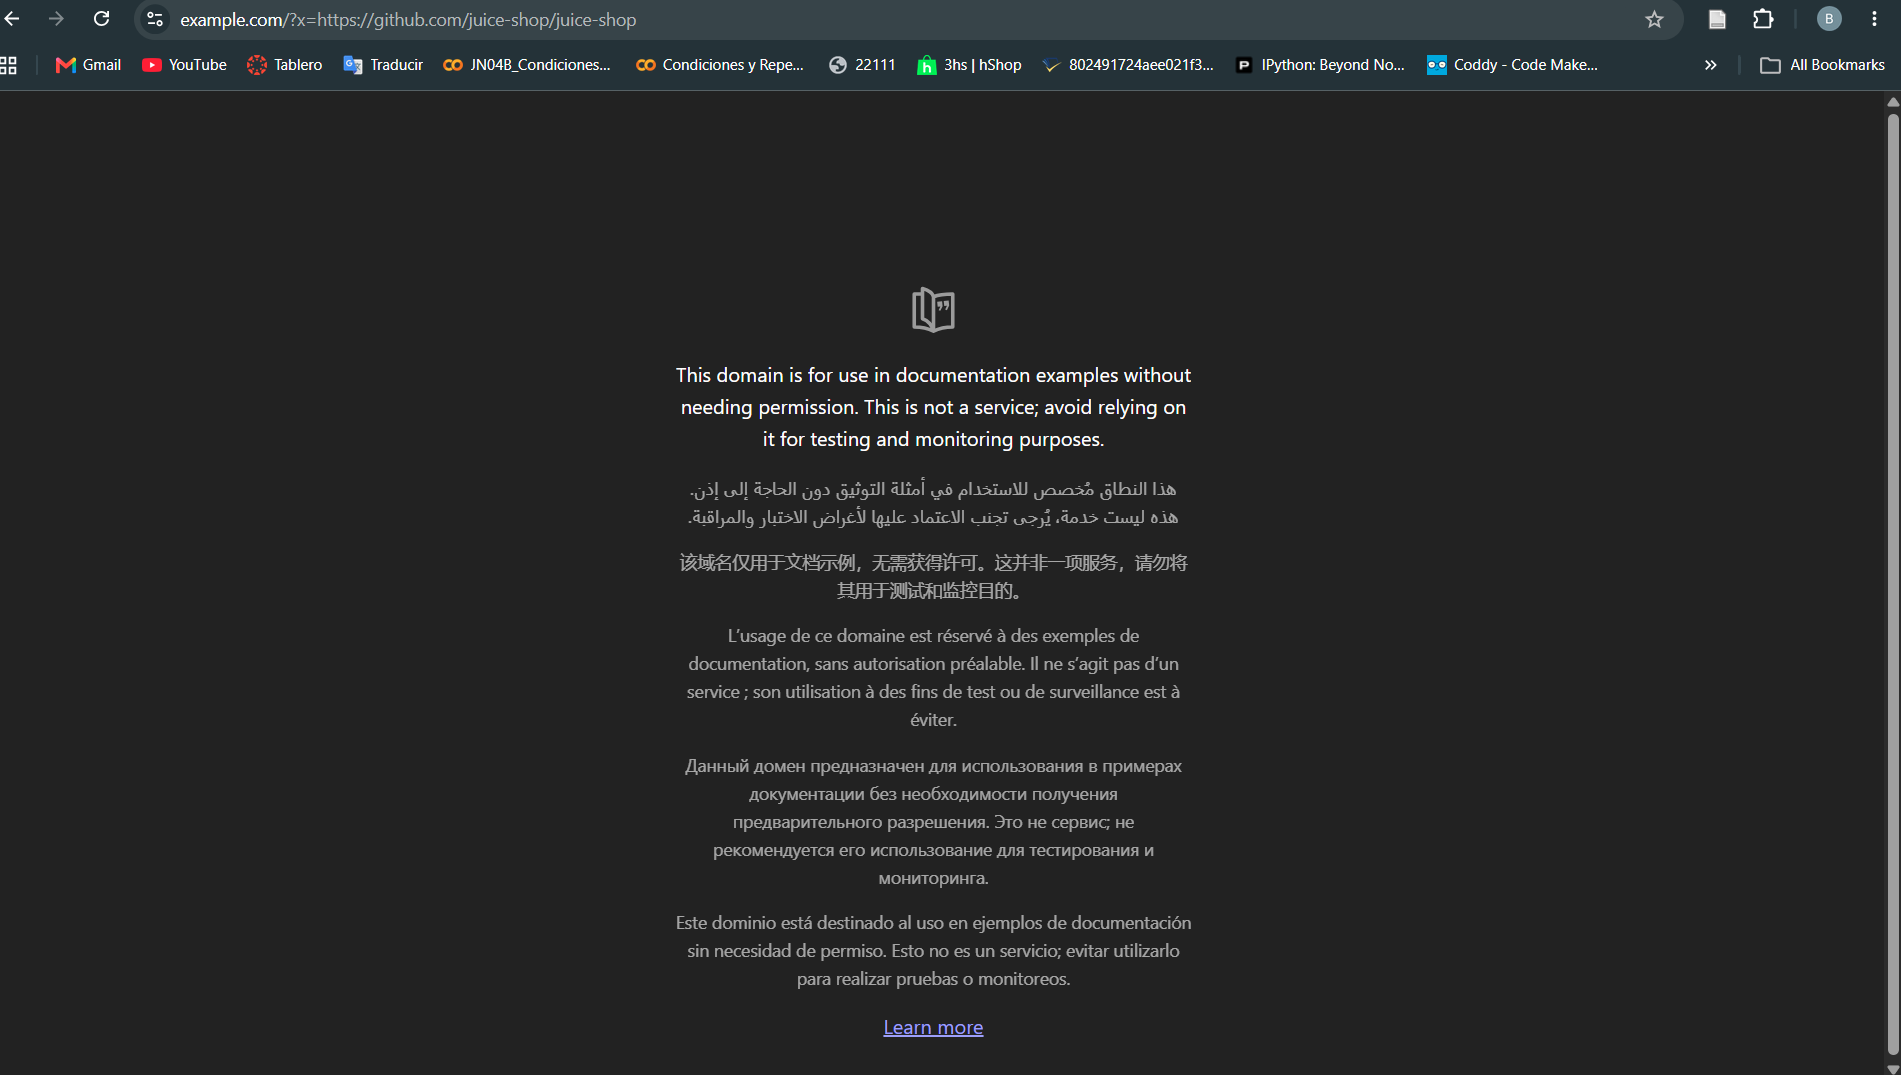 example.com/?x=https://github.com/juice-shop/juice-shop
B
Gmail YouTube Tablero Traducir JN04B_Condiciones... Condiciones y Repe... 22111 3hs | hShop 802491724aee021f3... IPython: Beyond No... Coddy - Code Make... » All Bookmarks
This domain is for use in documentation examples without
needing permission. This is not a service; avoid relying on
it for testing and monitoring purposes.
هذا النطاق مُخصص للاستخدام في أمثلة التوثيق دون الحاجة إلى إذن.
هذه ليست خدمة، يُرجى تجنب الاعتماد عليها لأغراض الاختبار والمراقبة.
该域名仅用于文档示例，无需获得许可。这并非一项服务，请勿将
其用于测试和监控目的。
L’usage de ce domaine est réservé à des exemples de
documentation, sans autorisation préalable. Il ne s’agit pas d’un
service ; son utilisation à des fins de test ou de surveillance est à
éviter.
Данный домен предназначен для использования в примерах
документации без необходимости получения
предварительного разрешения. Это не сервис; не
рекомендуется его использование для тестирования и
мониторинга.
Este dominio está destinado al uso en ejemplos de documentación
sin necesidad de permiso. Esto no es un servicio; evitar utilizarlo
para realizar pruebas o monitoreos.
Learn more